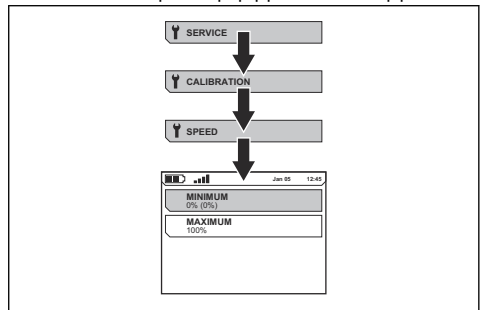 SERVICE
CALIBRATION
SPEED
Jan 05 12:45
MINIMUM
0% (0%)
MAXIMUM
100%